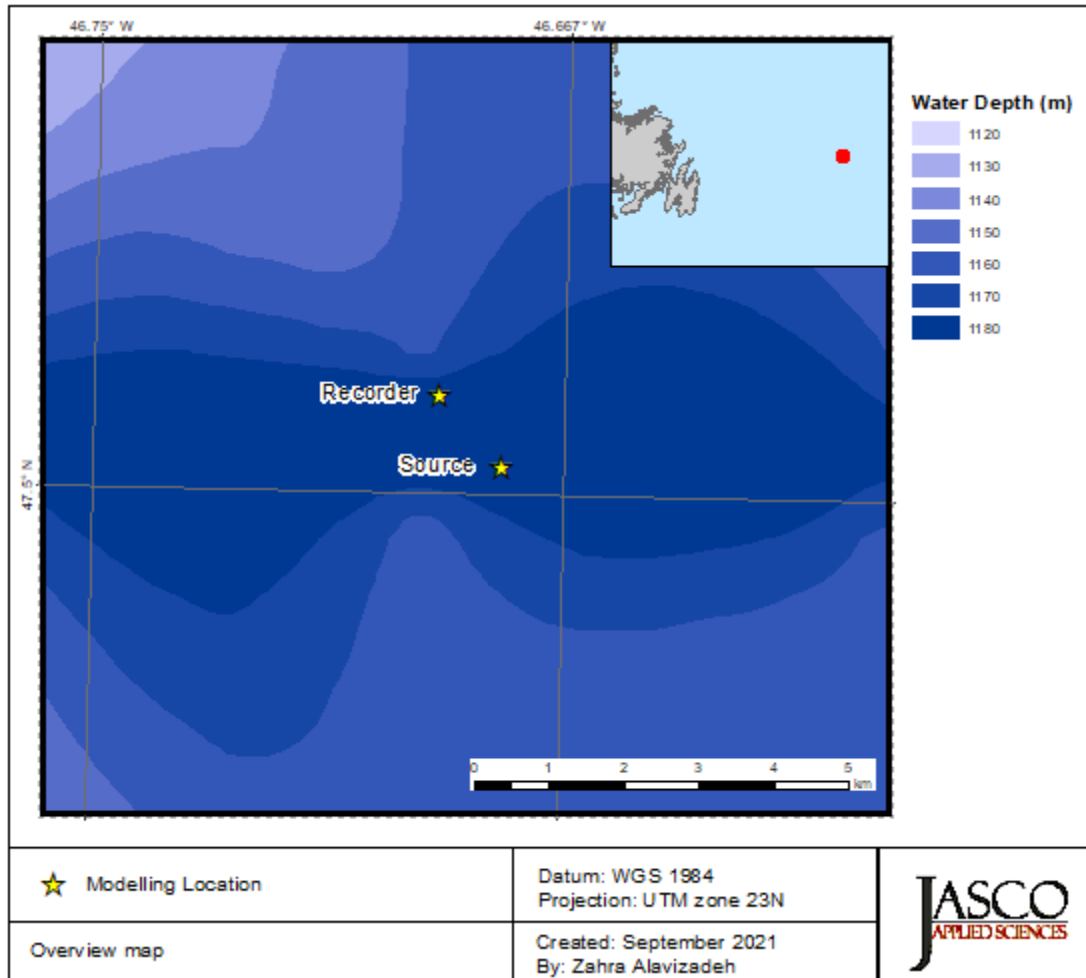 46.75° W
46.667° W
Water Depth (m)
1120
1130
1140
1150
1160
1170
1180
Recorder
Source
47.5° N
0 1 2 3 4 5
km
Modelling Location
Datum: WGS 1984
Projection: UTM zone 23N
Overview map
Created: September 2021
By: Zahra Alavizadeh
JASCO
APPLIED SCIENCES